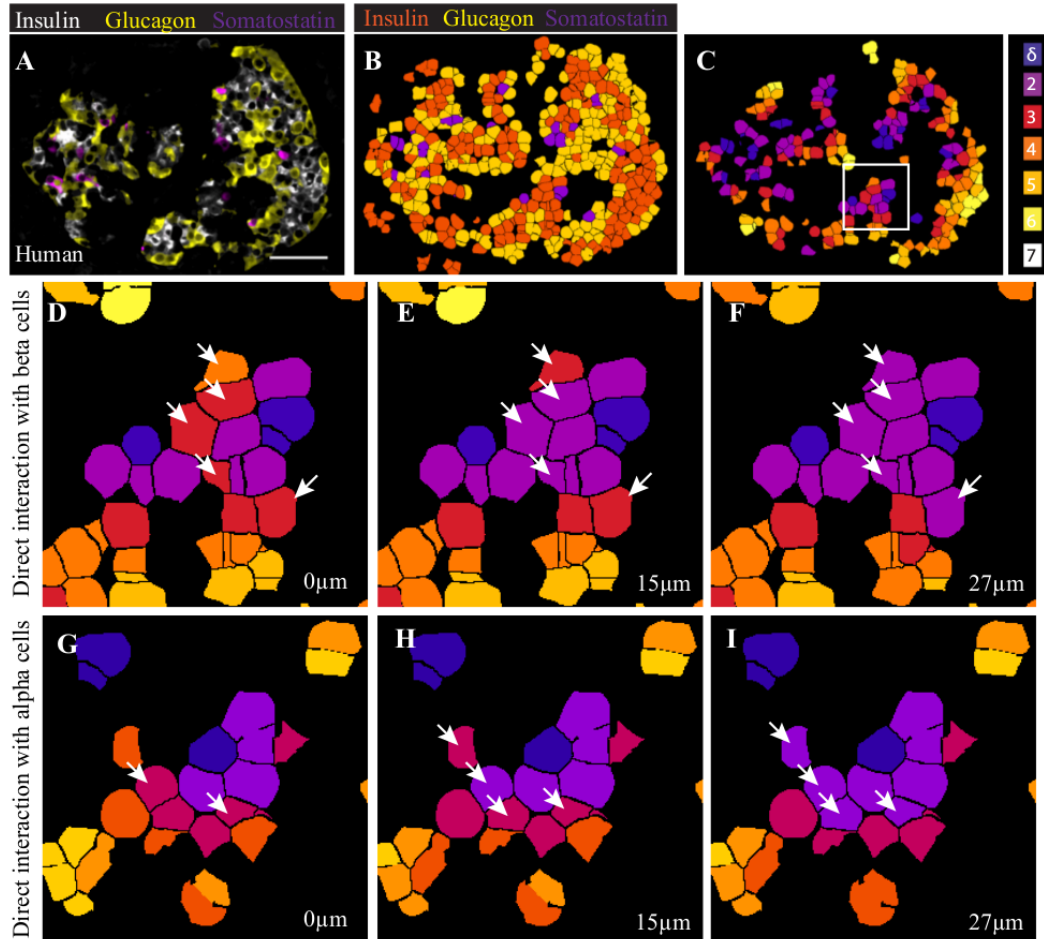 Insulin Glucagon Somatostatin
Insulin Glucagon Somatostatin
A
B
C
Human
δ
2
3
4
5
6
7
Direct interaction with beta cells
D
E
F
0µm
15µm
27µm
Direct interaction with alpha cells
G
H
I
0µm
15µm
27µm